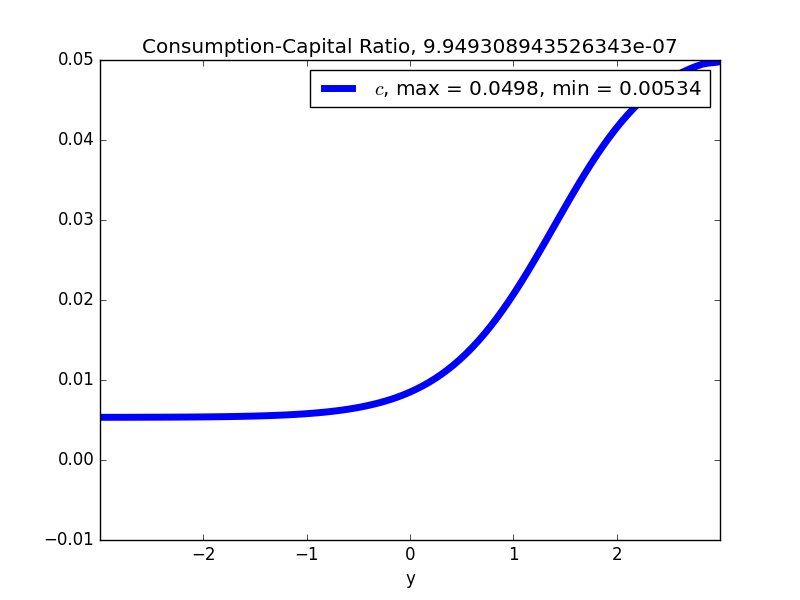 Consumption-Capital Ratio, 9.949308943526343e-07
c, max = 0.0498, min = 0.00534
0.05
0.04
0.03
0.02
0.01
0.00
−0.01
−2 −1 0 1 2
y